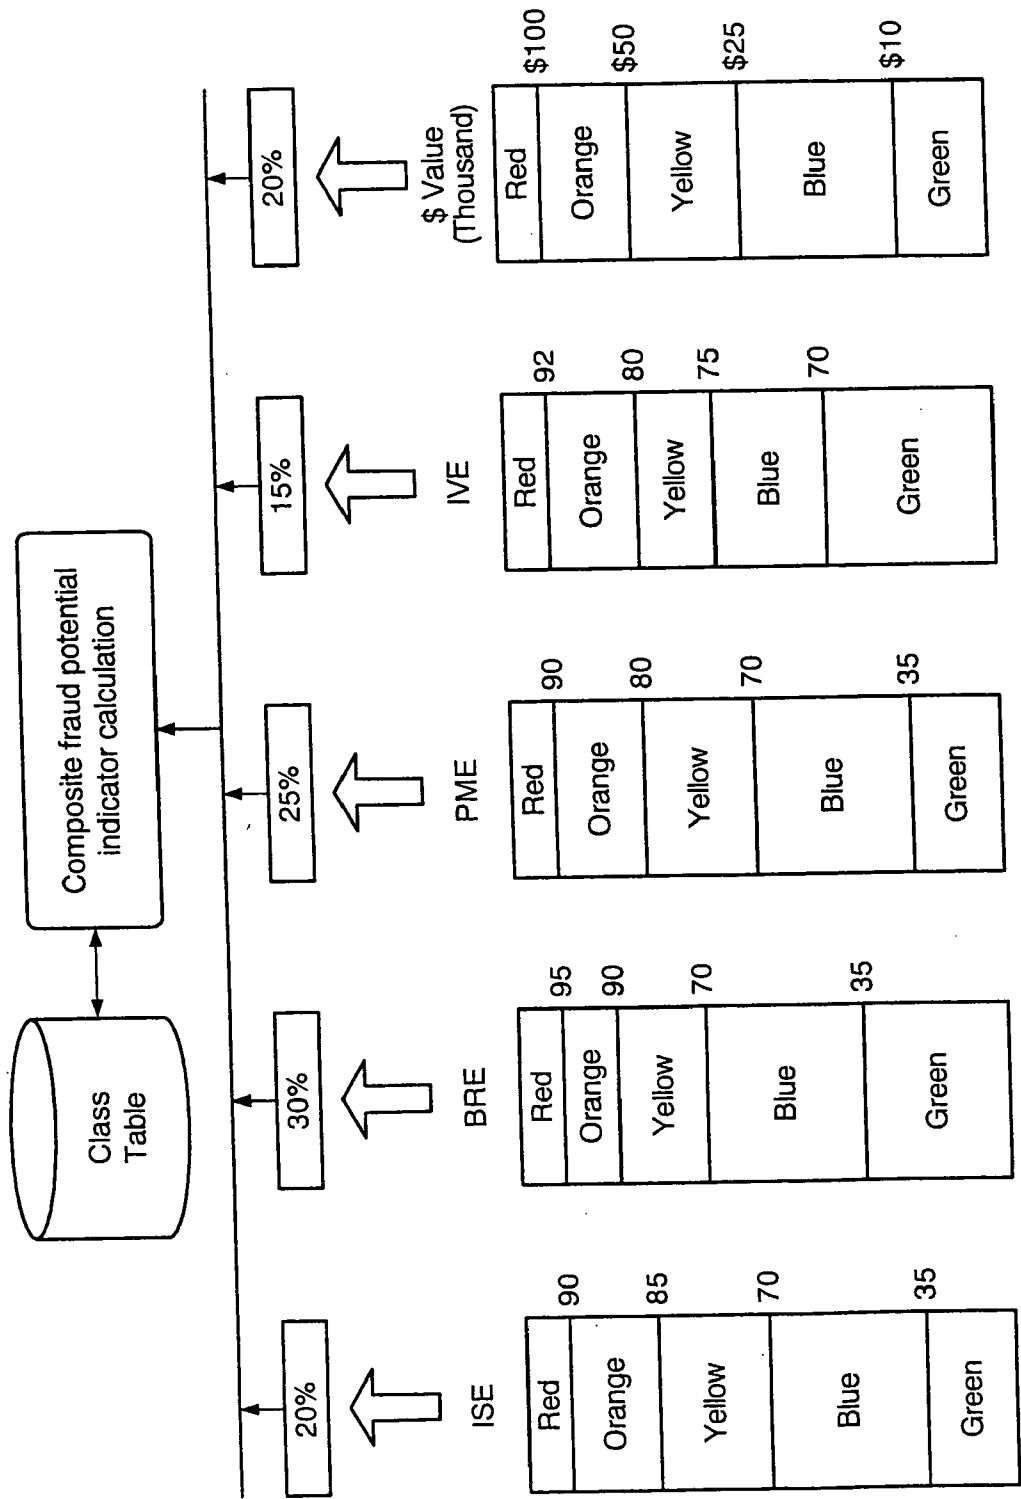 Class
Table
Composite fraud potential
indicator calculation
20%
30%
25%
15%
20%
ISE
BRE
PME
IVE
$ Value
(Thousand)
Red
90
Orange
85
Yellow
70
Blue
35
Green
Red
95
Orange
90
Yellow
70
Blue
35
Green
Red
90
Orange
80
Yellow
70
Blue
35
Green
Red
92
Orange
80
Yellow
75
Blue
70
Green
Red
$100
Orange
$50
Yellow
$25
Blue
$10
Green